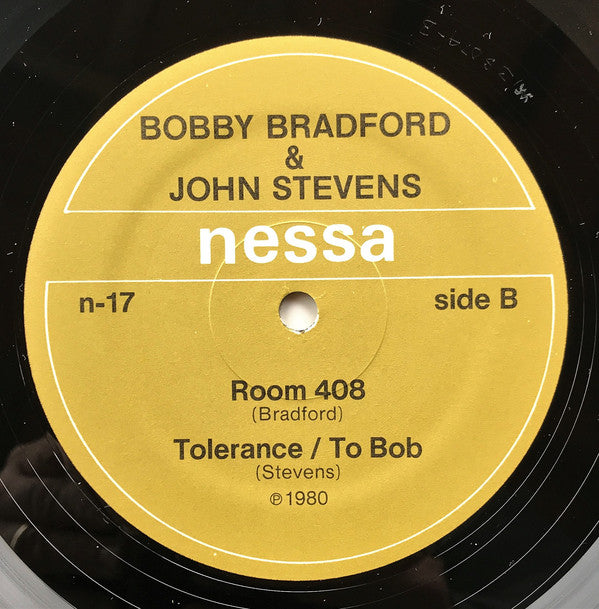 BOBBY BRADFORD
&
JOHN STEVENS
nessa
n-17 side B
Room 408
(Bradford)
Tolerance / To Bob
(Stevens)
℗1980